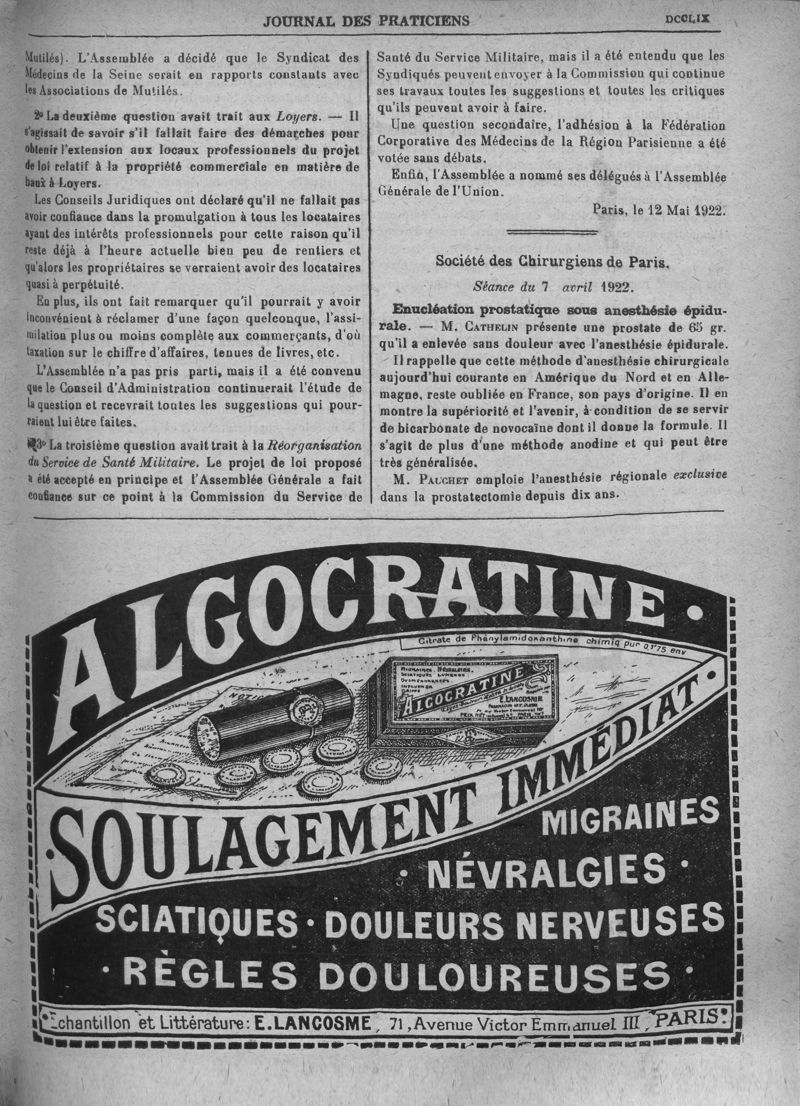 JOURNAL DES PRATICIENS
DCCLIX
Mutilés). L'Assemblée a décidé que le Syndicat des
Médecins de la Seine serait en rapports constants avec
les Associations de Mutilés.
2º La deuxième question avait trait aux Loyers. — Il
s'agissait de savoir s'il fallait faire des démarches pour
obtenir l'extension aux locaux professionnels du projet
de loi relatif à la propriété commerciale en matière de
baux à Loyers.
Les Conseils Juridiques ont déclaré qu'il ne fallait pas
avoir confiance dans la promulgation à tous les locataires
ayant des intérêts professionnels pour cette raison qu'il
reste déjà à l'heure actuelle bien peu de rentiers et
qu'alors les propriétaires se verraient avoir des locataires
quasi à perpétuité.
En plus, ils ont fait remarquer qu'il pourrait y avoir
inconvénient à réclamer d'une façon quelconque, l'assi-
milation plus ou moins complète aux commerçants, d'où
taxation sur le chiffre d'affaires, tenues de livres, etc.
L'Assemblée n'a pas pris parti, mais il a été convenu
que le Conseil d'Administration continuerait l'étude de
la question et recevrait toutes les suggestions qui pour-
raient lui être faites.
3º La troisième question avait trait à la Réorganisation
du Service de Santé Militaire. Le projet de loi proposé
a été accepté en principe et l'Assemblée Générale a fait
confiance sur ce point à la Commission du Service de
Santé du Service Militaire, mais il a été entendu que les
Syndiqués peuvent envoyer à la Commission qui continue
ses travaux toutes les suggestions et toutes les critiques
qu'ils peuvent avoir à faire.
Une question secondaire, l'adhésion à la Fédération
Corporative des Médecins de la Région Parisienne a été
votée sans débats.
Enfin, l'Assemblée a nommé ses délégués à l'Assemblée
Générale de l'Union.
Paris, le 12 Mai 1922.
Société des Chirurgiens de Paris.
Séance du 7 avril 1922.
Enucléation prostatique sous anesthésie épidu-
rale. — M. CATHELIN présente une prostate de 65 gr.
qu'il a enlevée sans douleur avec l'anesthésie épidurale.
Il rappelle que cette méthode d'anesthésie chirurgicale
aujourd'hui courante en Amérique du Nord et en Alle-
magne, reste oubliée en France, son pays d'origine. Il en
montre la supériorité et l'avenir, à condition de se servir
de bicarbonate de novocaïne dont il donne la formule. Il
s'agit de plus d'une méthode anodine et qui peut être
très généralisée.
M. PAUCHET emploie l'anesthésie régionale exclusive
dans la prostatectomie depuis dix ans.
ALGOCRATINE
Citrate de Phénylamidoxanthine chimiq pur 0,gr75 env
MIGRAINES, NÉVRALGIES,
SCIATIQUES LUMBAGO
ALGOCRATINE
E. LANCOSME
SOULAGEMENT IMMÉDIAT
MIGRAINES
• NÉVRALGIES •
SCIATIQUES • DOULEURS NERVEUSES
• RÈGLES DOULOUREUSES •
Echantillon et Littérature: E. LANCOSME, 71, Avenue Victor Emmanuel III, PARIS.